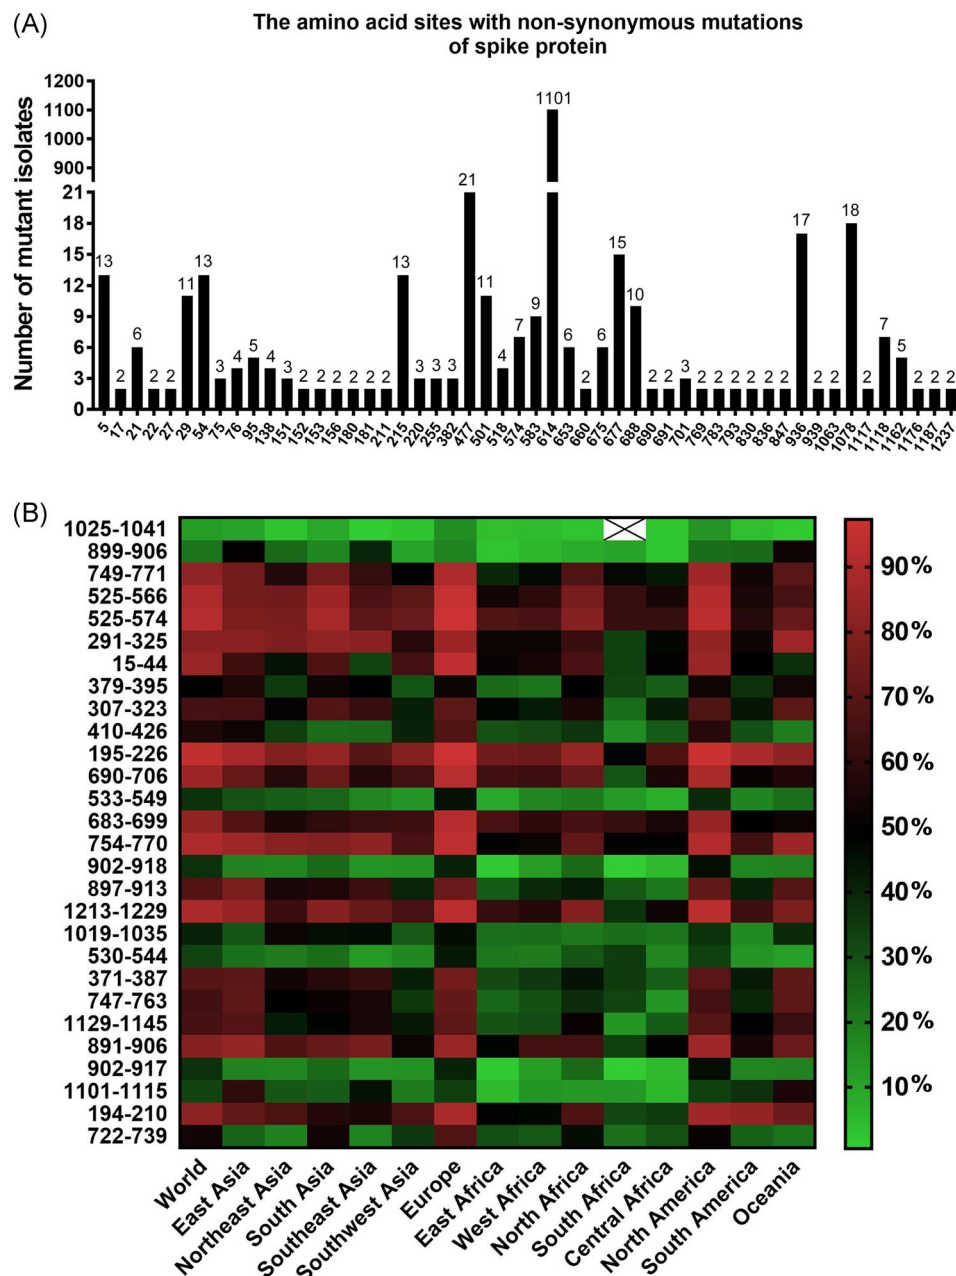 (A)
The amino acid sites with non-synonymous mutations
of spike protein
Number of mutant isolates
1200
1100
1000
900
21
18
15
12
9
6
3
0
13 2 6 2 2 11 13 3 4 5 4 3 2 2 2 2 2 2 13 3 3 3 21 11 4 7 9 1101 6 2 6 15 10 2 2 3 2 2 2 2 2 2 17 2 2 18 2 7 5 2 2 2
5 17 21 22 27 29 54 75 76 95 138 151 152 153 156 180 181 211 215 220 255 382 477 501 518 574 583 614 653 660 675 677 688 690 691 701 769 783 793 830 836 847 936 939 1063 1078 1117 1118 1162 1176 1187 1237
(B)
1025-1041
899-906
749-771
525-566
525-574
291-325
15-44
379-395
307-323
410-426
195-226
690-706
533-549
683-699
754-770
902-918
897-913
1213-1229
1019-1035
530-544
371-387
747-763
1129-1145
891-906
902-917
1101-1115
194-210
722-739
90%
80%
70%
60%
50%
40%
30%
20%
10%
World
East Asia
Northeast Asia
South Asia
Southeast Asia
Southwest Asia
Europe
East Africa
West Africa
North Africa
South Africa
Central Africa
North America
South America
Oceania